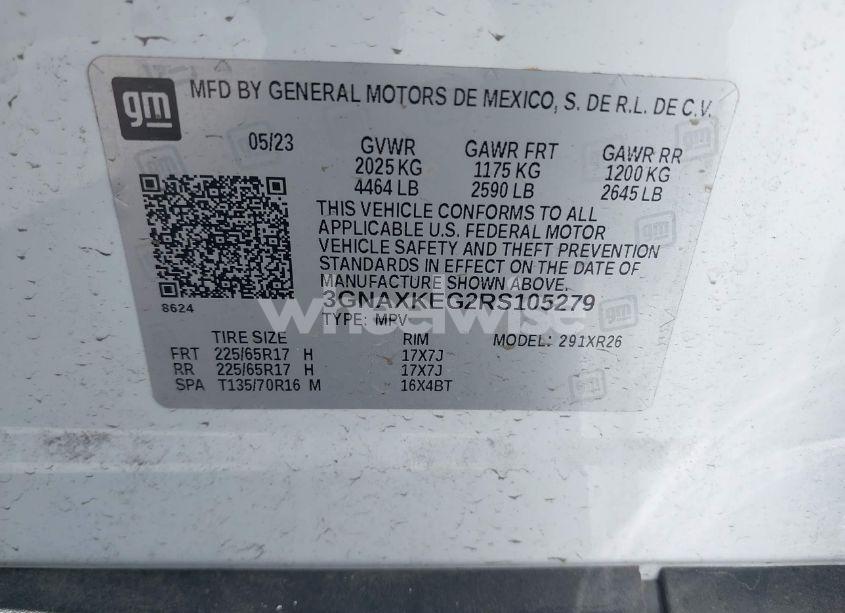 gm MFD BY GENERAL MOTORS DE MEXICO, S. DE R.L. DE C.V.
05/23 GVWR GAWR FRT GAWR RR
2025 KG 1175 KG 1200 KG
4464 LB 2590 LB 2645 LB
THIS VEHICLE CONFORMS TO ALL
APPLICABLE U.S. FEDERAL MOTOR
VEHICLE SAFETY AND THEFT PREVENTION
STANDARDS IN EFFECT ON THE DATE OF
MANUFACTURE SHOWN ABOVE.
8624 3GNAXKEG2RS105279
wheelwise
TYPE: MPV MODEL: 291XR26
TIRE SIZE RIM
FRT 225/65R17 H 17X7J
RR 225/65R17 H 17X7J
SPA T135/70R16 M 16X4BT